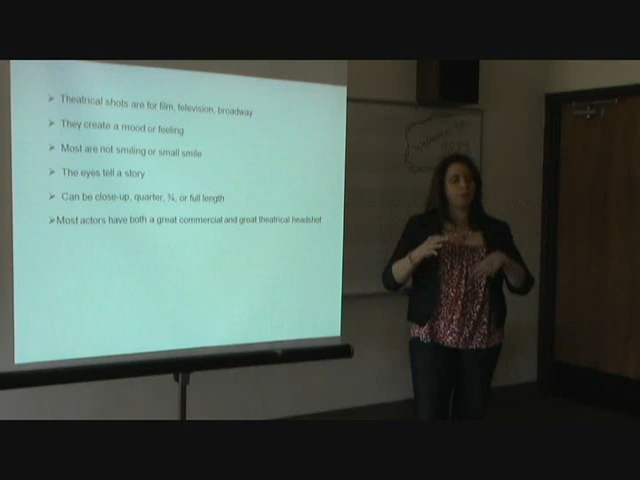 ➢ Theatrical shots are for film, television, broadway
➢ They create a mood or feeling
➢ Most are not smiling or small smile
➢ The eyes tell a story
➢ Can be close-up, quarter, ¾, or full length
➢Most actors have both a great commercial and great theatrical headshot
Welcome to